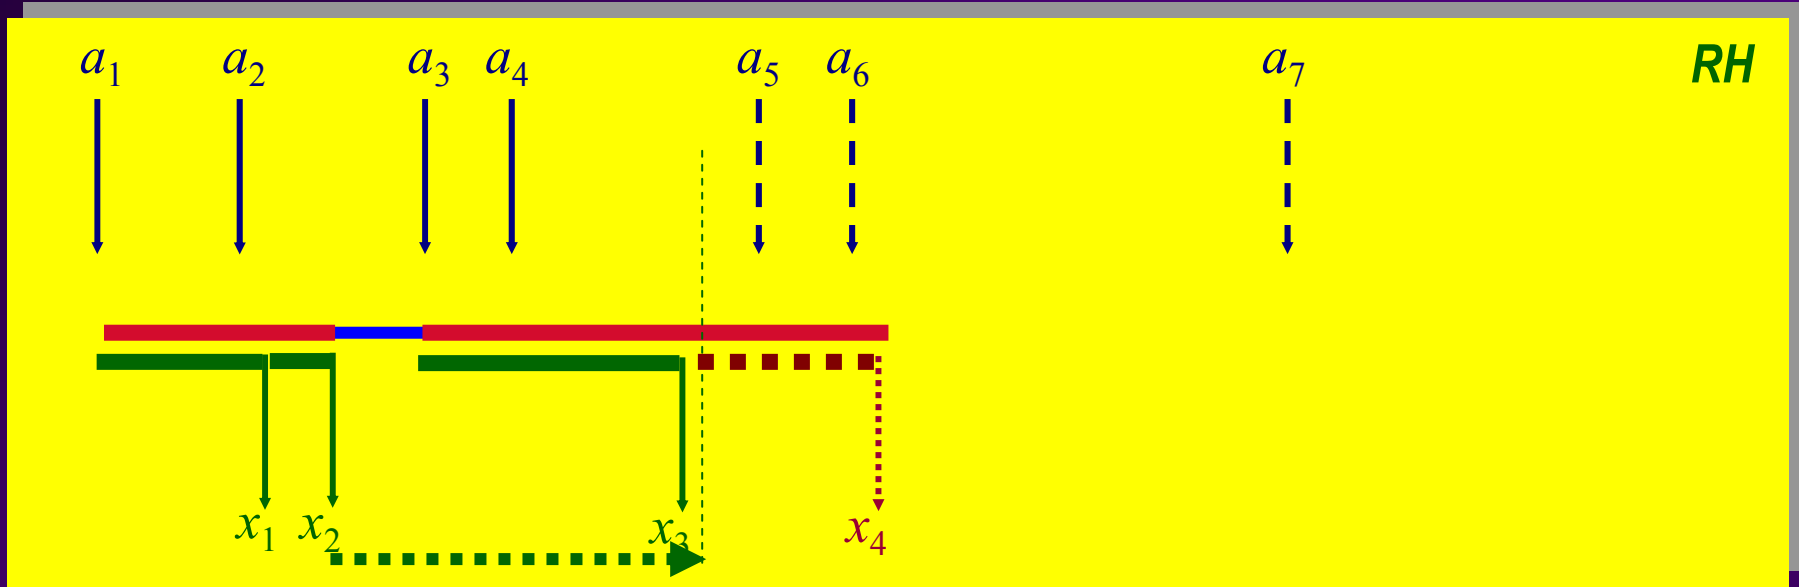 a₁ a₂ a₃ a₄ a₅ a₆ a₇ RH
x₁ x₂ x₃ x₄